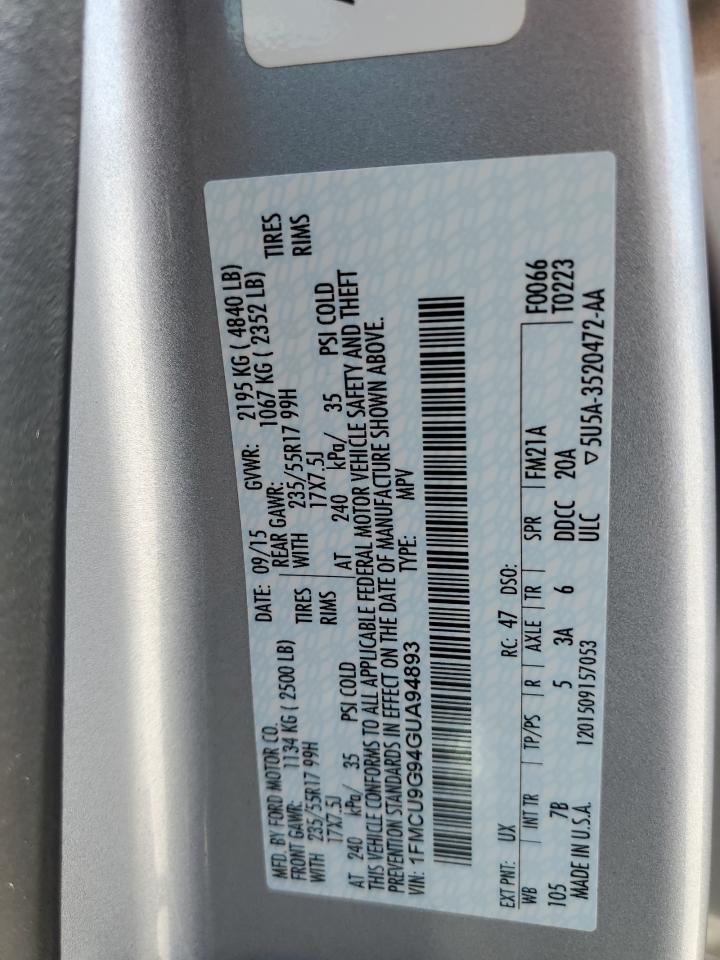 MFD. BY FORD MOTOR CO.
DATE: 09/15 GVWR: 2195 KG ( 4840 LB)
FRONT GAWR: 1134 KG ( 2500 LB) REAR GAWR: 1067 KG ( 2352 LB)
WITH 235/55R17 99H TIRES WITH 235/55R17 99H TIRES
17X7.5J RIMS 17X7.5J RIMS
AT 240 kPa/ 35 PSI COLD AT 240 kPa/ 35 PSI COLD
THIS VEHICLE CONFORMS TO ALL APPLICABLE FEDERAL MOTOR VEHICLE SAFETY AND THEFT
PREVENTION STANDARDS IN EFFECT ON THE DATE OF MANUFACTURE SHOWN ABOVE.
VIN: 1FMCU9G94GUA94893 TYPE: MPV
EXT PNT: UX RC: 47 DSO: F0066
WB INT TR TP/PS R AXLE TR SPR FM21A T0223
105 7B 5 3A 6 DDCC 20A
MADE IN U.S.A. 1201509157053 ULC ▽5U5A-3520472-AA